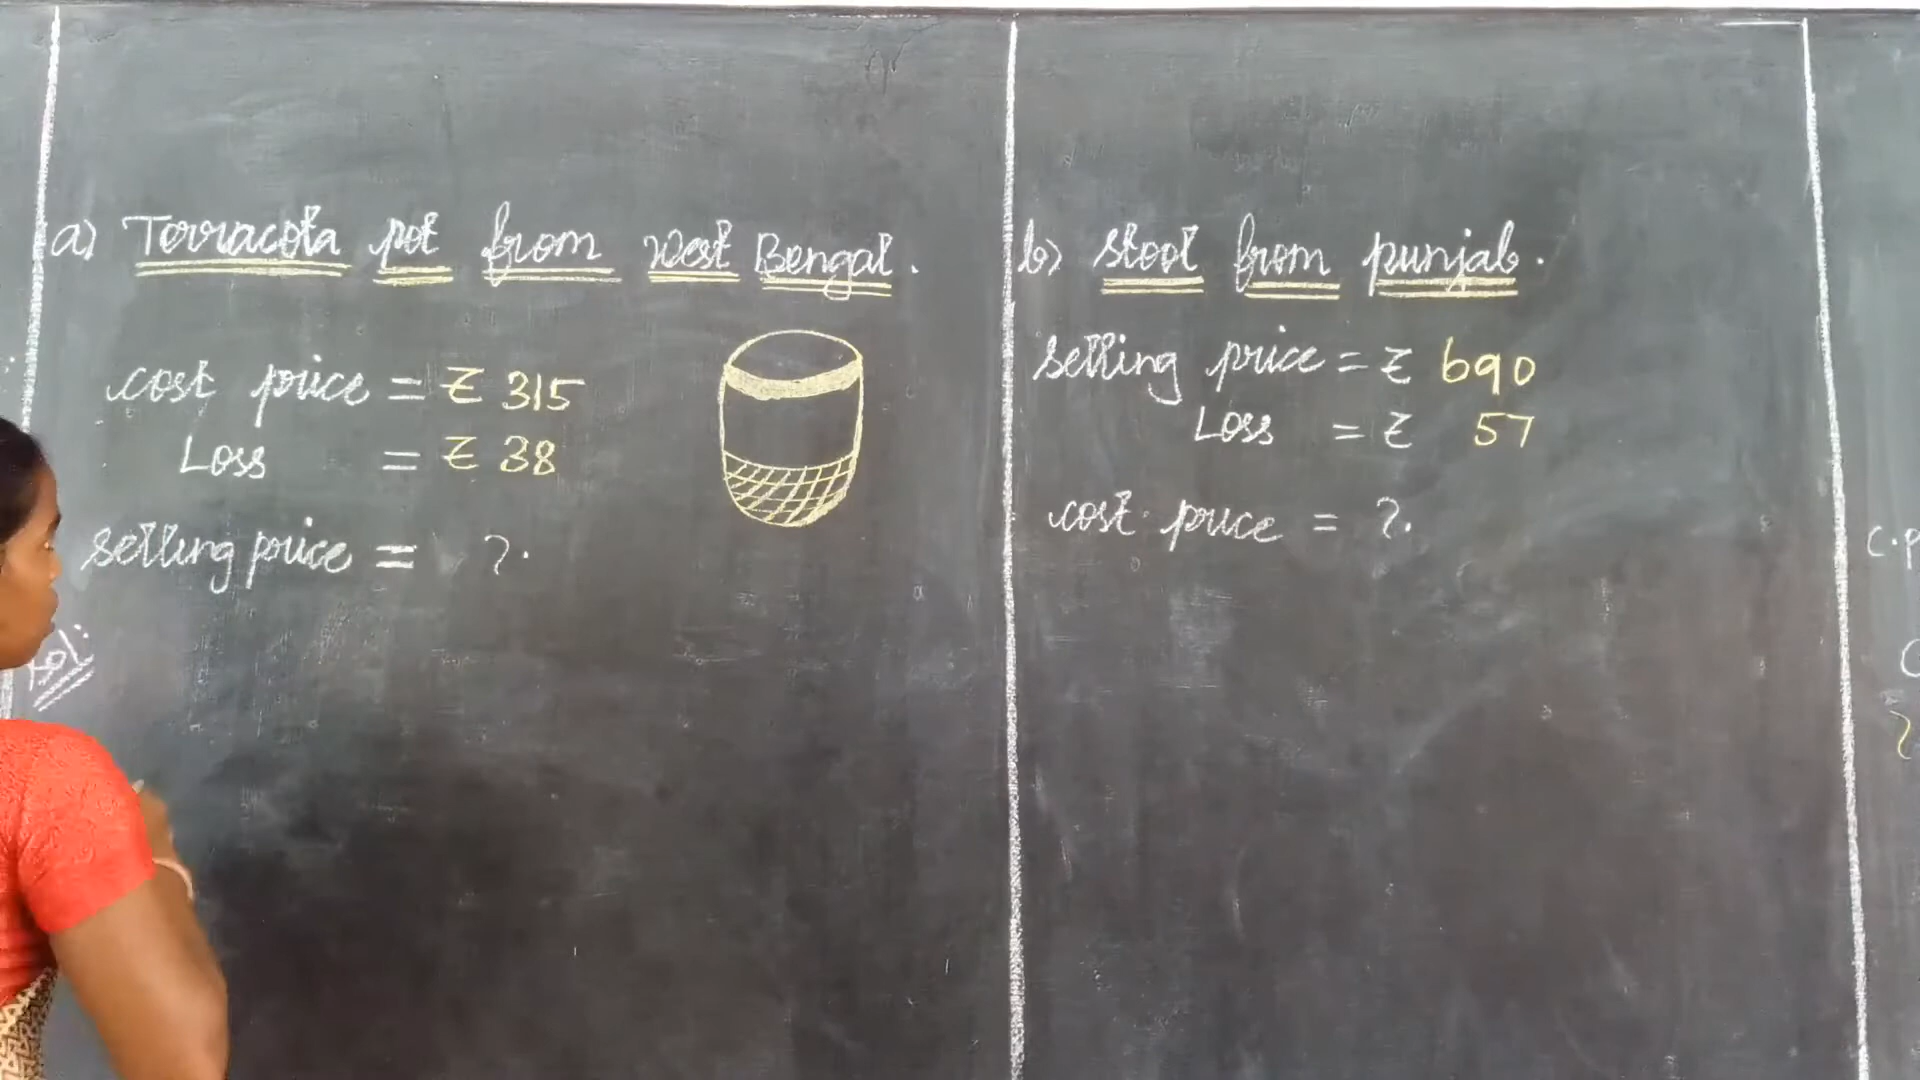 a) Terracota pot from West Bengal.
cost price = ₹ 315
Loss = ₹ 38
selling price = ?.
Sol:
b) stool from punjab.
selling price = ₹ 690
Loss = ₹ 57
cost price = ?.
C.P